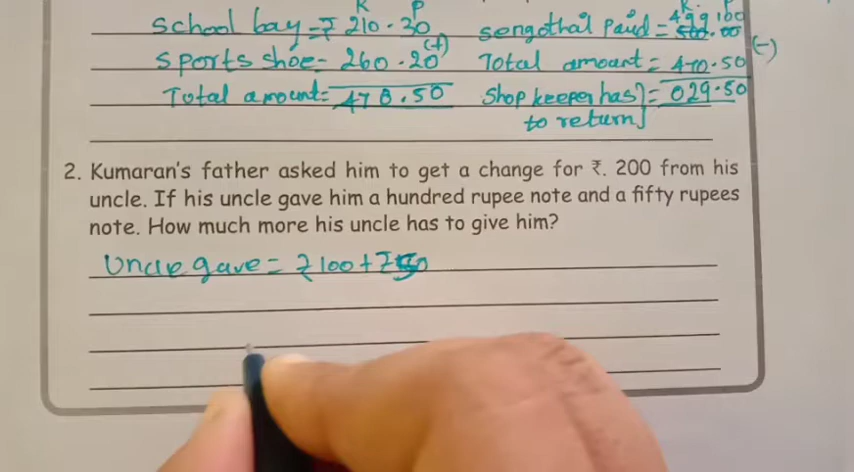 R P
school bay = ₹ 210.30
sports shoe = 260.20 (+)
Total amount = 470.50
R P
sengothai Paid = 499 100 500.00
Total amount = 470.50 (-)
Shop keeper has] = 029.50
to return]
2. Kumaran's father asked him to get a change for ₹. 200 from his
uncle. If his uncle gave him a hundred rupee note and a fifty rupees
note. How much more his uncle has to give him?
Uncle gave = ₹ 100 + ₹ 50